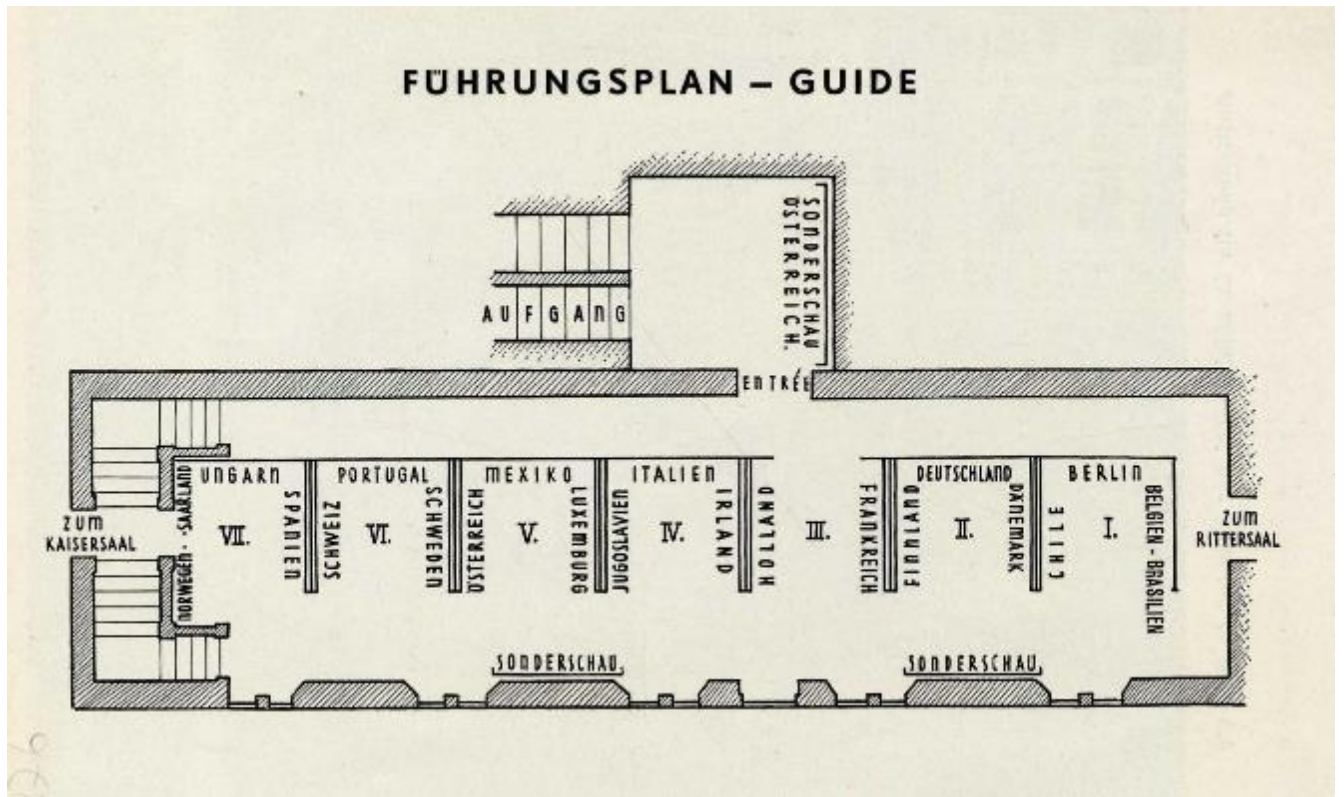 FÜHRUNGSPLAN – GUIDE
SONDERSCHAU
ÖSTERREICH.
AUFGANG
ENTRÉE
UNGARN
PORTUGAL
MEXIKO
ITALIEN
DEUTSCHLAND
BERLIN
NORWEGEN - -SAARLAND
VII.
SPANIEN
SCHWEIZ
VI.
SCHWEDEN
ÖSTERREICH
V.
LUXEMBURG
JUGOSLAVIEN
IV.
IRLAND
HOLLAND
III.
FRANKREICH
FINNLAND
II.
DÄNEMARK
CHILE
I.
BELGIEN - BRASILIEN
ZUM
KAISERSAAL
ZUM
RITTERSAAL
SONDERSCHAU
SONDERSCHAU